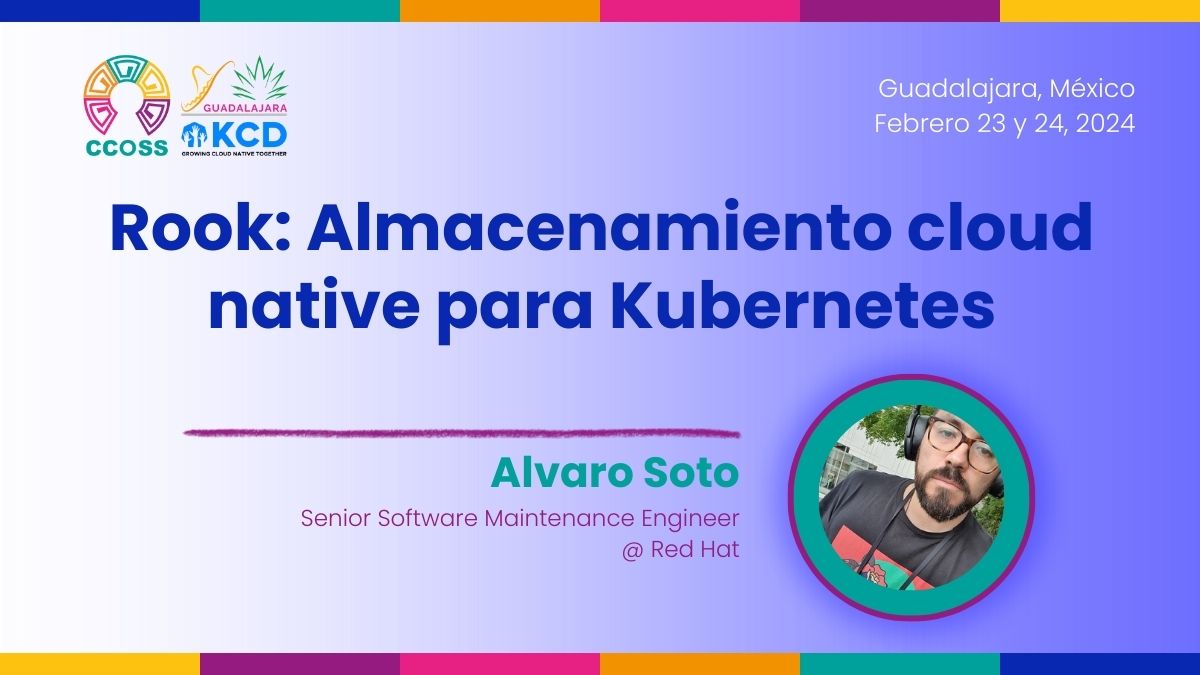 CCOSS
GUADALAJARA
KCD
GROWING CLOUD NATIVE TOGETHER
Guadalajara, México
Febrero 23 y 24, 2024
Rook: Almacenamiento cloud
native para Kubernetes
Alvaro Soto
Senior Software Maintenance Engineer
@ Red Hat